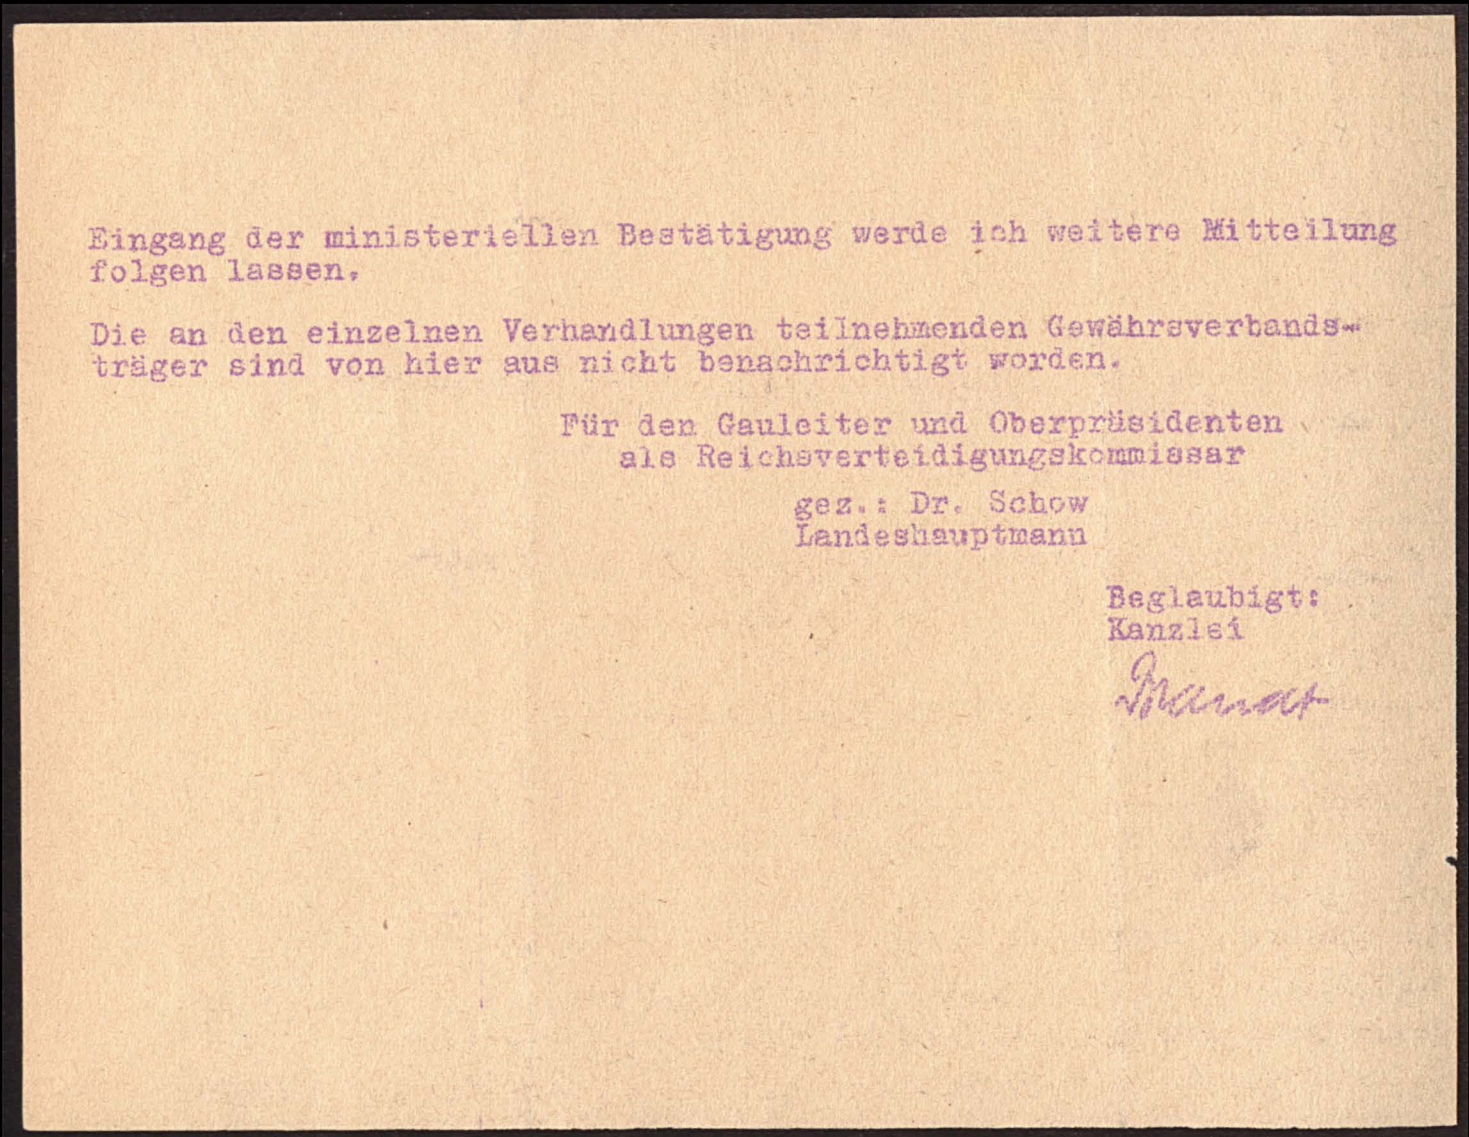 Eingang der ministeriellen Bestätigung werde ich weitere Mitteilung
folgen lassen.
Die an den einzelnen Verhandlungen teilnehmenden Gewährsverbands-
träger sind von hier aus nicht benachrichtigt worden.
Für den Gauleiter und Oberpräsidenten
als Reichsverteidigungskommissar
gez.: Dr. Schow
Landeshauptmann
Beglaubigt:
Kanzlei
Brandt